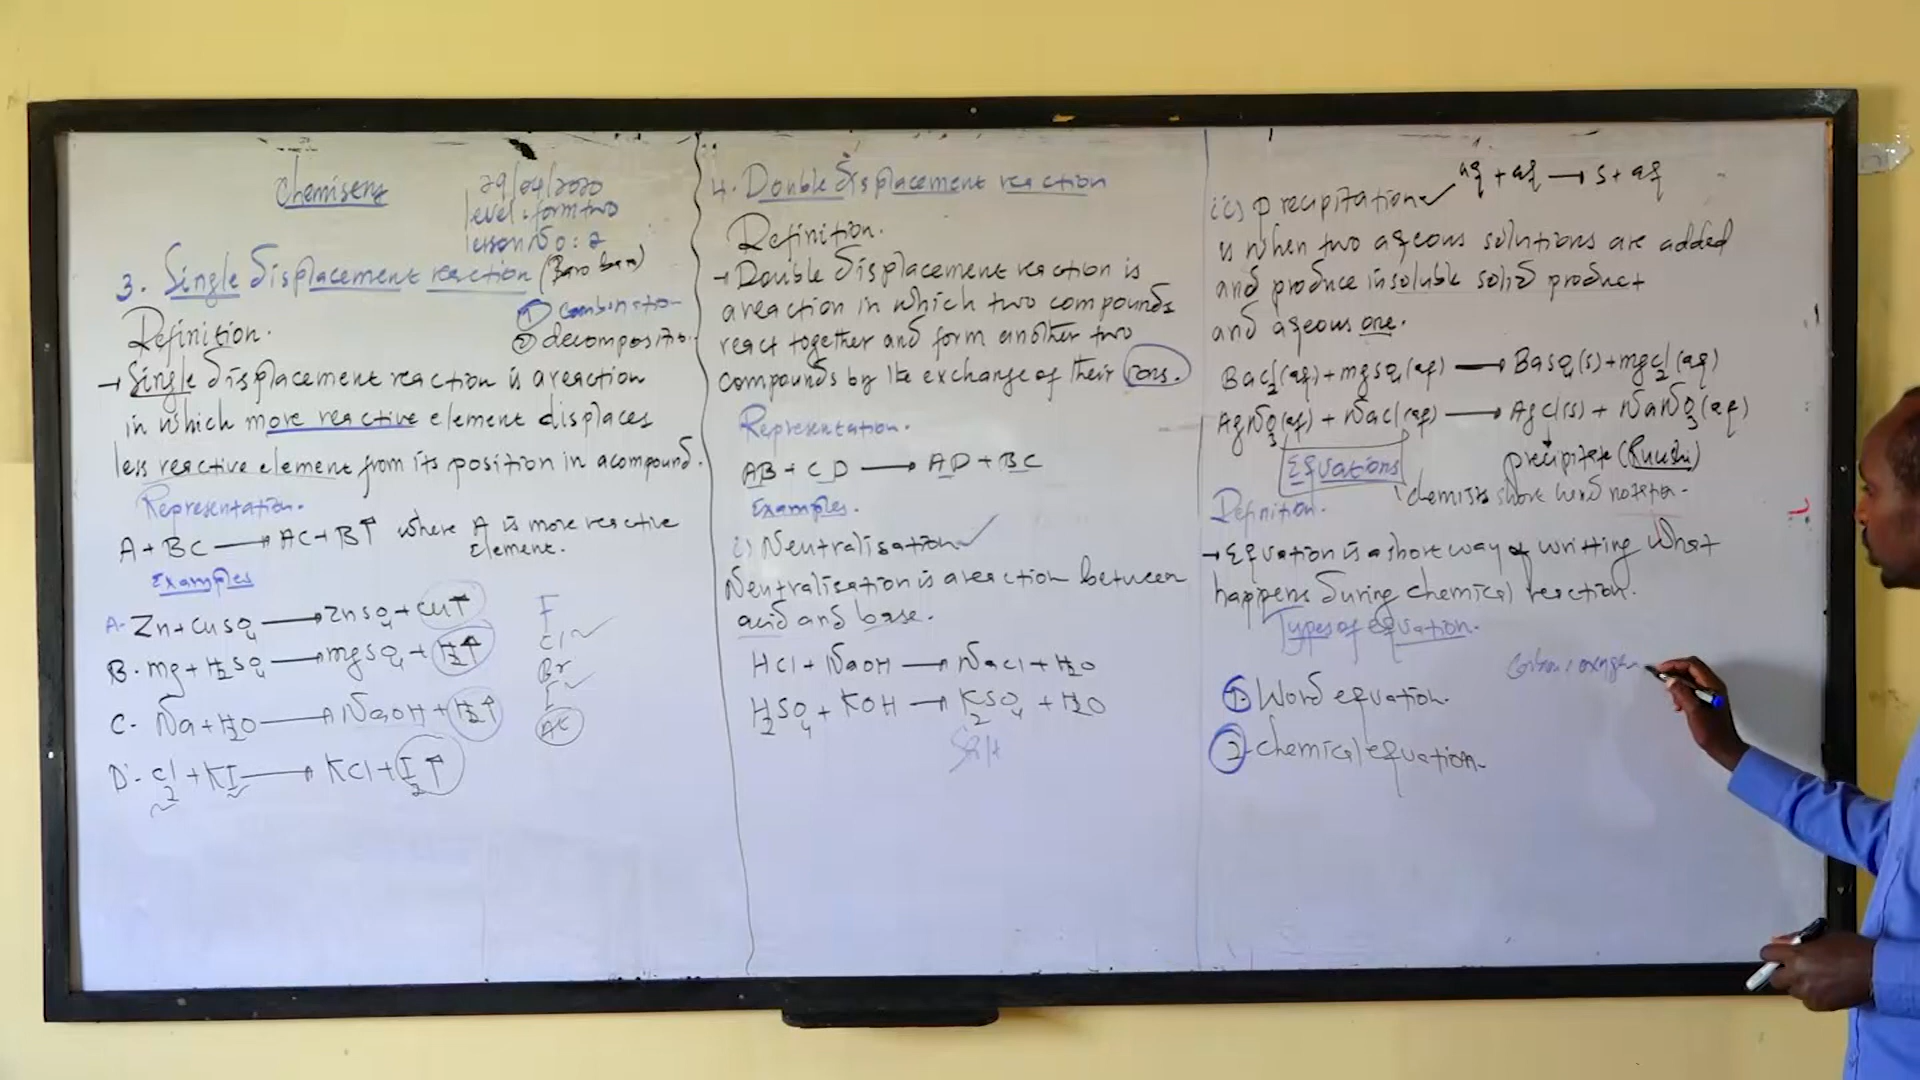 Chemistry
29/04/2020
level: form two
lesson No: 2
3. Single displacement reaction (Baro bara)
① combination
② decomposition
Definition.
→ Single displacement reaction is a reaction
in which more reactive element displaces
less reactive element from its position in a compound.
Representation.
A + BC → AC + B↑ where A is more reactive
element.
Examples
A- Zn + CuSO₄ → ZnSO₄ + Cu↑
B. Mg + H₂SO₄ → MgSO₄ + H₂↑
C. Na + H₂O → NaOH + H₂↑
D. Cl₂ + KI → KCl + I₂↑
F
Cl ✓
Br
I ✓
At
4. Double displacement reaction
Definition.
→ Double displacement reaction is
a reaction in which two compounds
react together and form another two
compounds by the exchange of their ions.
Representation.
AB + CD → AD + BC
Examples.
i) Neutralisation ✓
Neutralisation is a reaction between
acid and base.
HCl + NaOH → NaCl + H₂O
H₂SO₄ + KOH → K₂SO₄ + H₂O
Salt
ii) Precipitation ✓ aq + aq → s + aq
is when two aqeous solutions are added
and produce insoluble solid product
and aqeous one.
BaCl₂(aq) + MgSO₄(aq) → BaSO₄(s) + MgCl₂(aq)
AgNO₃(aq) + NaCl(aq) → AgCl(s) + NaNO₃(aq)
precipitate
Equations
chemists short hand notation.
Definition.
→ Equation is a short way of writting what
happens during chemical reaction.
Types of equation.
Carbon + oxygen
1. Word equation.
2. Chemical equation.